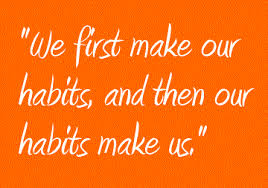 "We first make our
habits, and then our
habits make us."